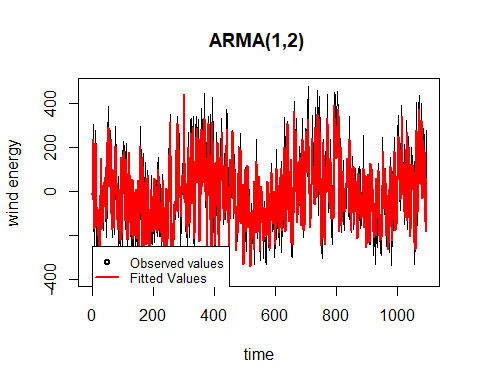 ARMA(1,2)
wind energy
400
200
0
-400
Observed values
Fitted Values
0 200 400 600 800 1000
time